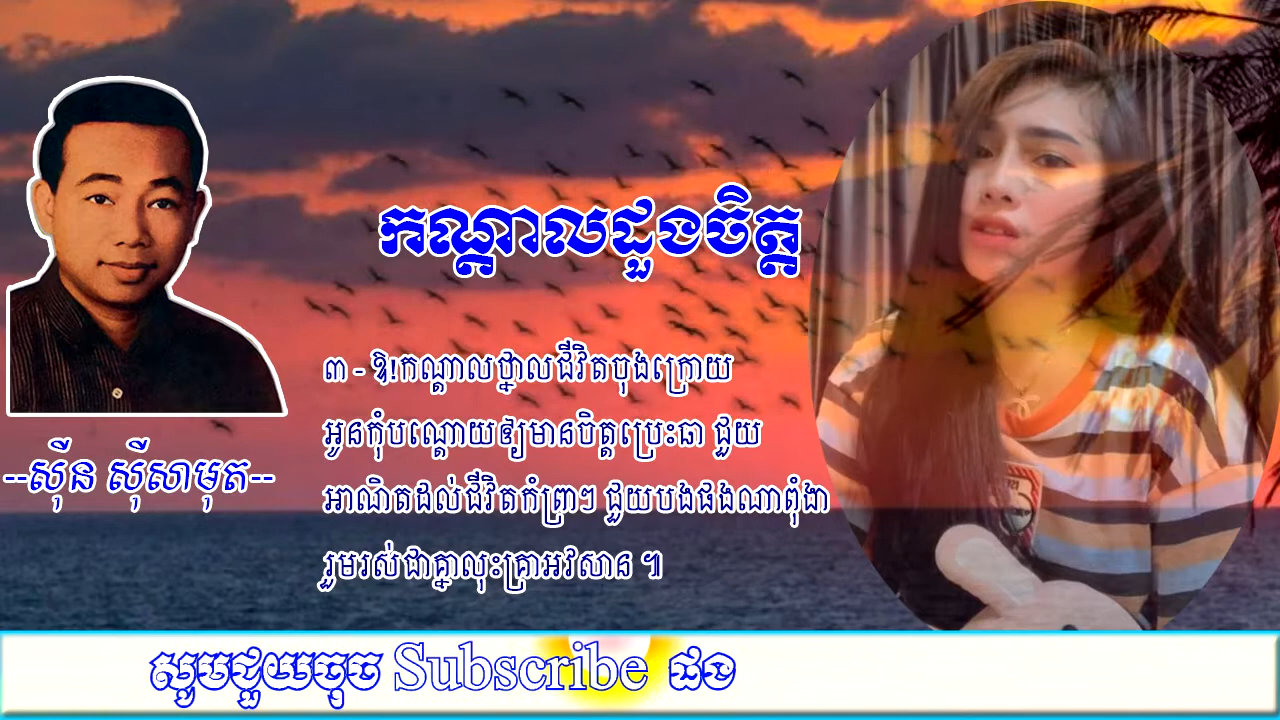 កណ្ដាលដួងចិត្ត
៣ - ឱ!កណ្ដាលថ្នាលជីវិតចុងក្រោយ
អូនកុំបណ្ដោយឲ្យមានចិត្តប្រេះឆា ជួយ
អាណិតដល់ជីវិតកំព្រាៗ ជួយបងផងណាពុំងា
រួមរស់ជាគ្នាលុះគ្រាអវសាន ៕
--ស៊ីន ស៊ីសាមុត--
សូមជួយចុច Subscribe ផង